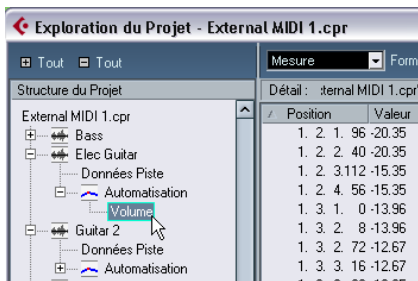 Exploration du Projet - External MIDI 1.cpr
Tout Tout Mesure Form
Structure du Projet Détail : :ternal MIDI 1.cpr'
Position Valeur
External MIDI 1.cpr
Bass
Elec Guitar
Données Piste
Automatisation
Volume
Guitar 2
Données Piste
Automatisation
1. 2. 1. 96 -20.35
1. 2. 2. 40 -20.35
1. 2. 3.112 -15.35
1. 2. 4. 56 -15.35
1. 3. 1. 0 -13.96
1. 3. 2. 8 -13.96
1. 3. 2. 72 -12.67
1. 3. 3. 16 -12.67